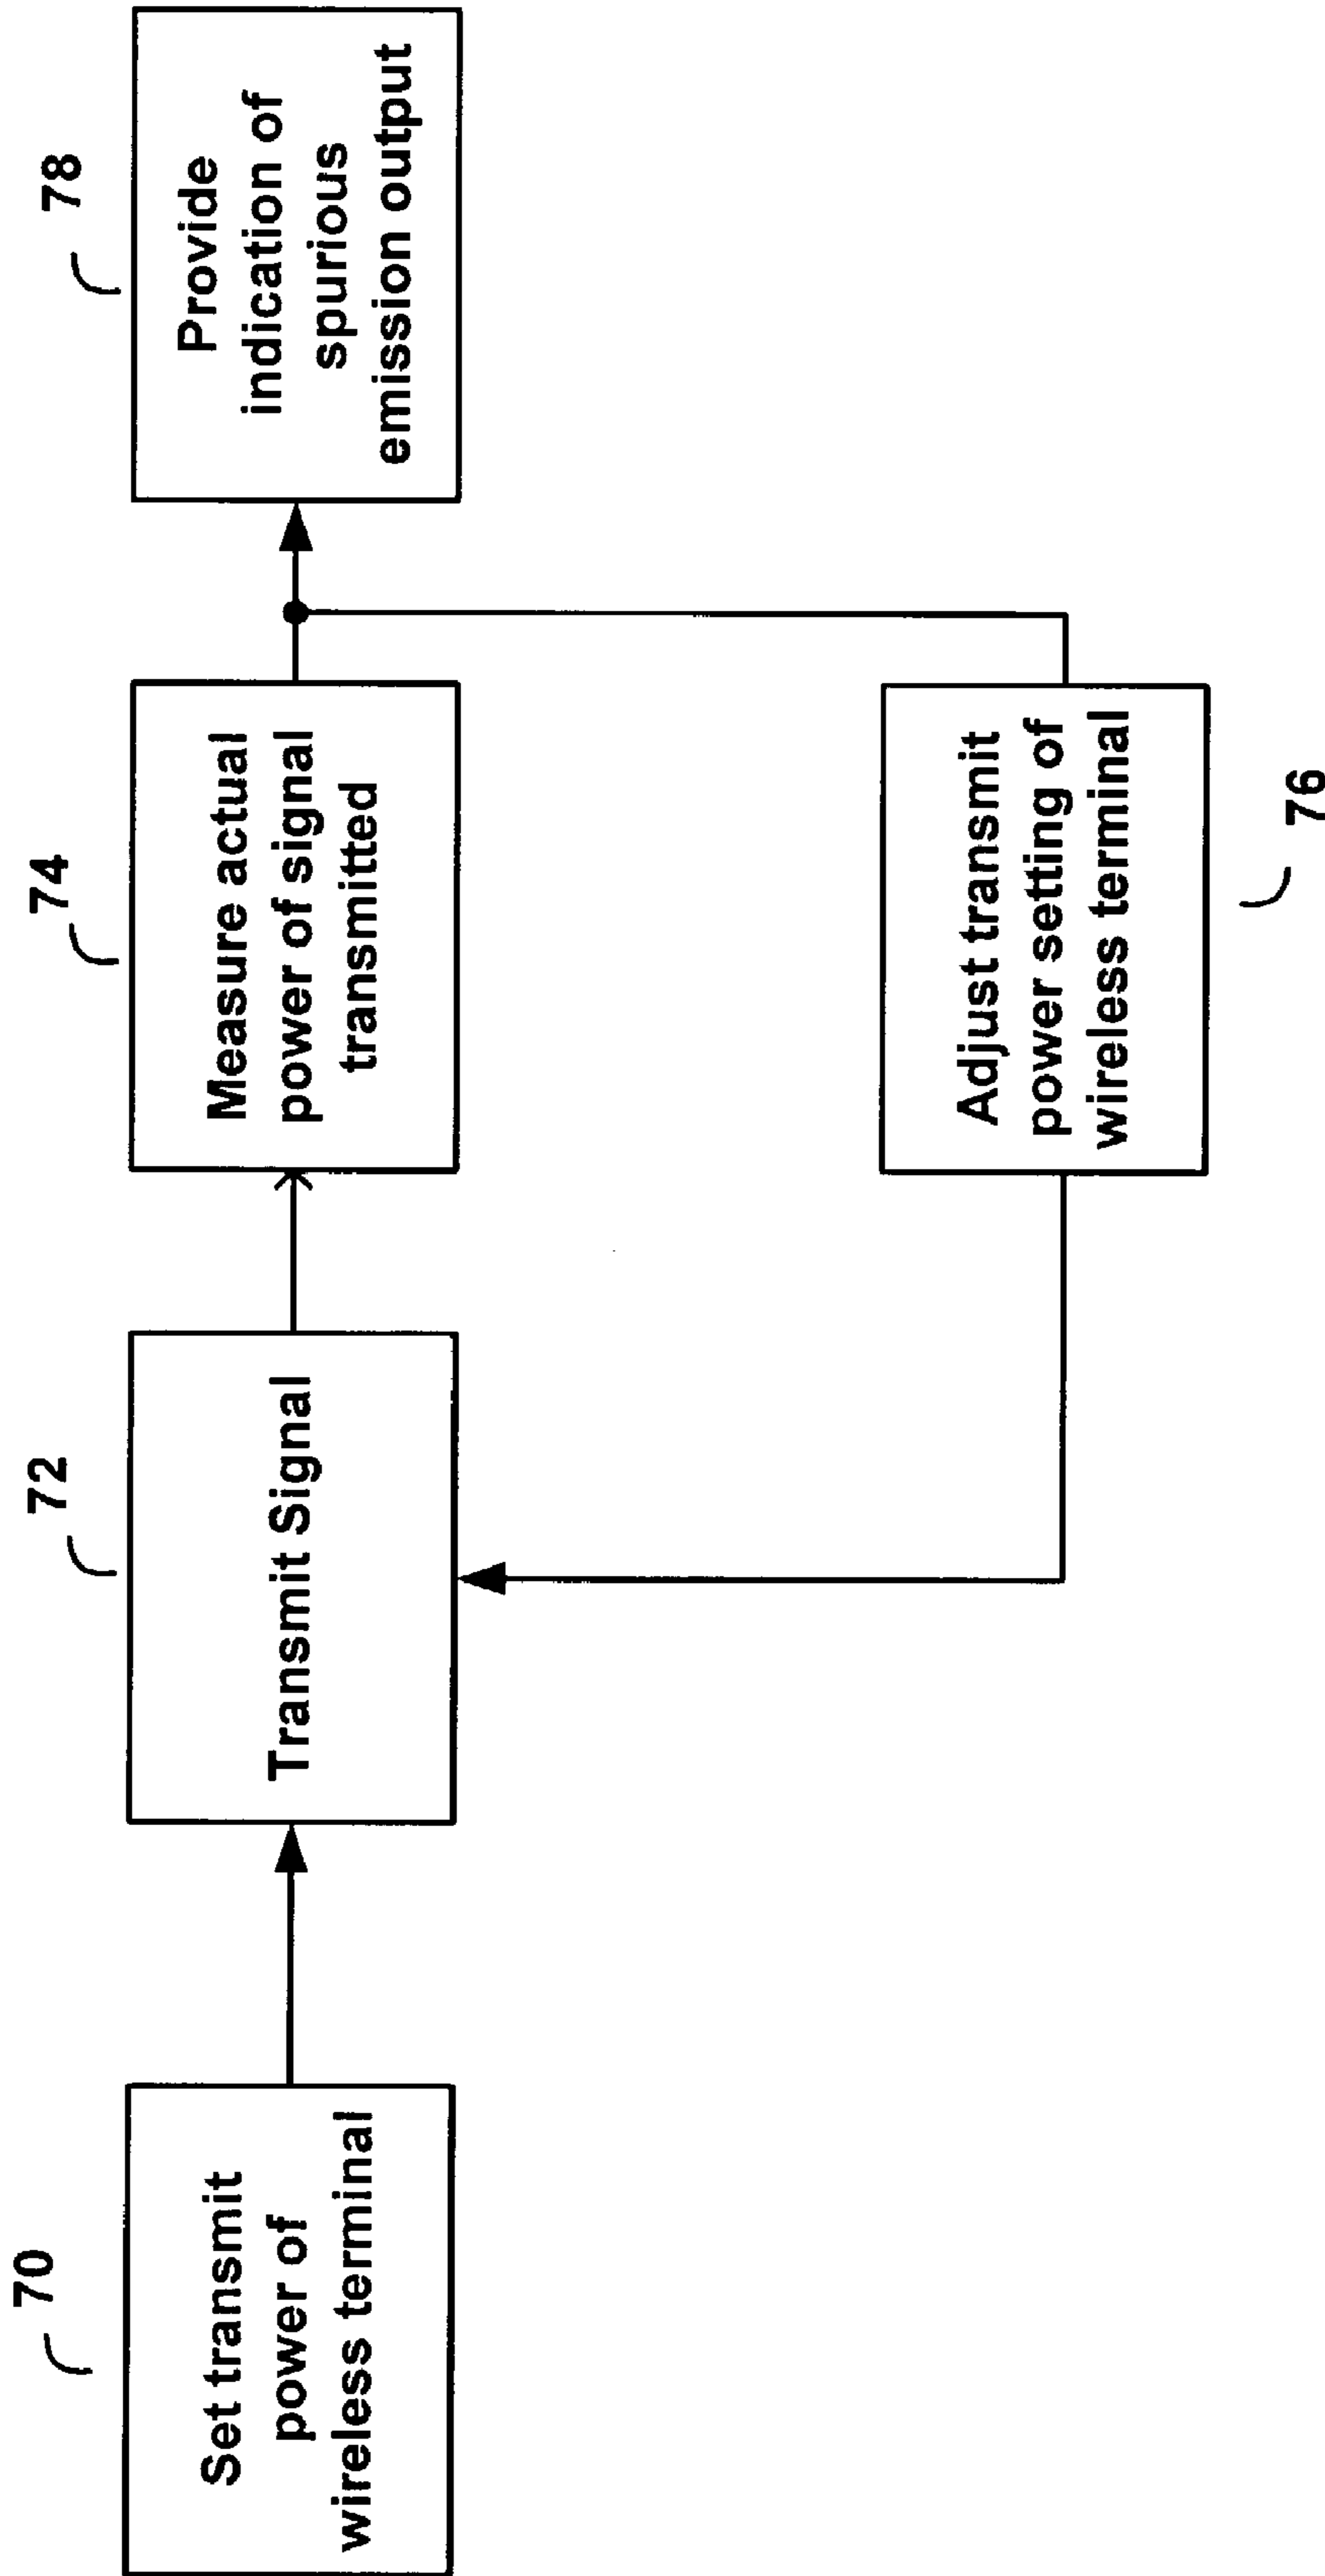 70
Set transmit
power of
wireless terminal
72
Transmit Signal
74
Measure actual
power of signal
transmitted
78
Provide
indication of
spurious
emission output
Adjust transmit
power setting of
wireless terminal
76